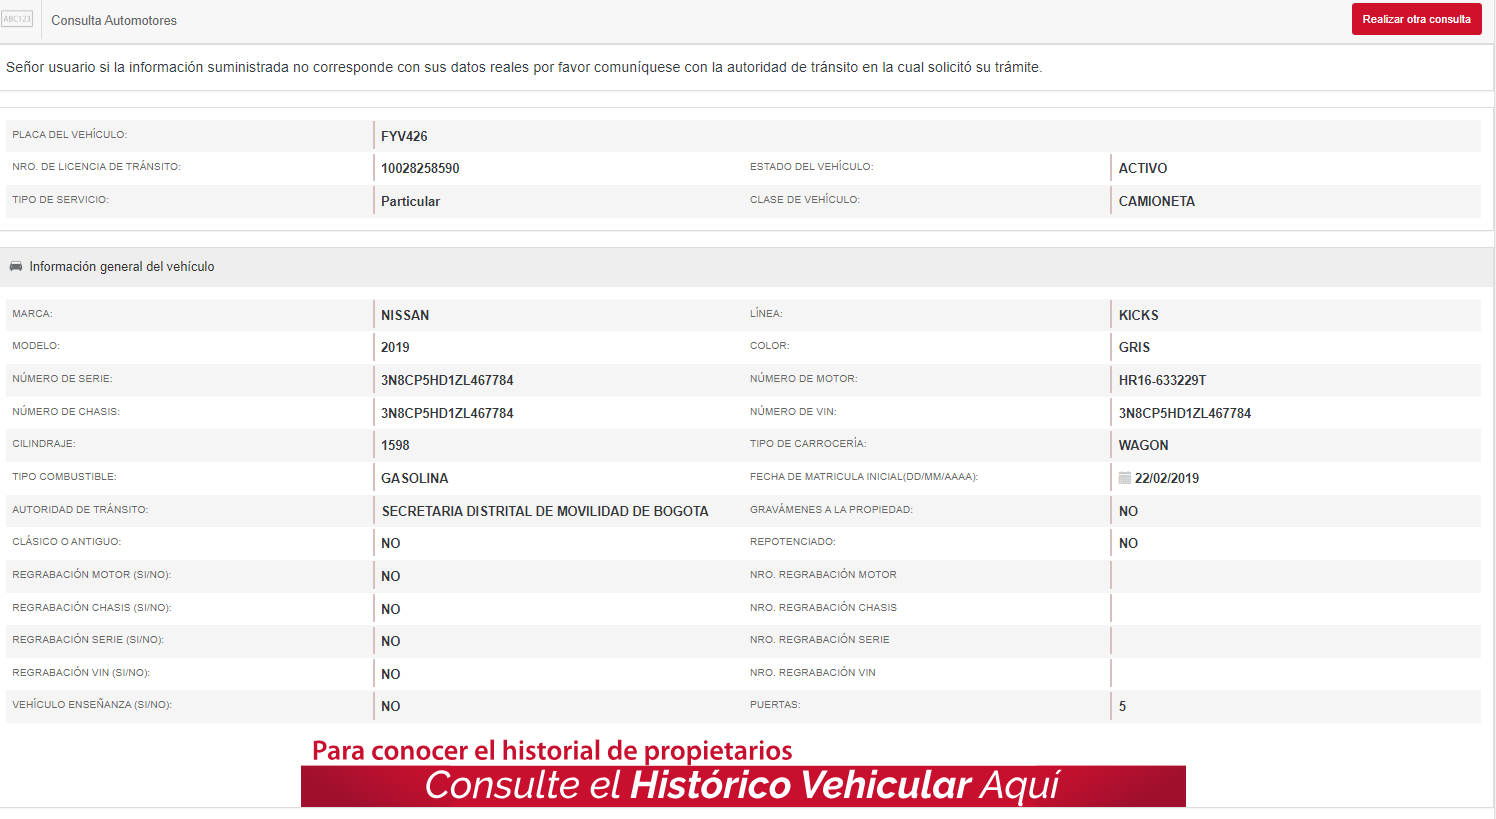 ABC123
Consulta Automotores
Realizar otra consulta
Señor usuario si la información suministrada no corresponde con sus datos reales por favor comuníquese con la autoridad de tránsito en la cual solicitó su trámite.
PLACA DEL VEHÍCULO: FYV426
NRO. DE LICENCIA DE TRÁNSITO: 10028258590 ESTADO DEL VEHÍCULO: ACTIVO
TIPO DE SERVICIO: Particular CLASE DE VEHÍCULO: CAMIONETA
Información general del vehículo
MARCA: NISSAN LÍNEA: KICKS
MODELO: 2019 COLOR: GRIS
NÚMERO DE SERIE: 3N8CP5HD1ZL467784 NÚMERO DE MOTOR: HR16-633229T
NÚMERO DE CHASIS: 3N8CP5HD1ZL467784 NÚMERO DE VIN: 3N8CP5HD1ZL467784
CILINDRAJE: 1598 TIPO DE CARROCERÍA: WAGON
TIPO COMBUSTIBLE: GASOLINA FECHA DE MATRICULA INICIAL(DD/MM/AAAA): 22/02/2019
AUTORIDAD DE TRÁNSITO: SECRETARIA DISTRITAL DE MOVILIDAD DE BOGOTA GRAVÁMENES A LA PROPIEDAD: NO
CLÁSICO O ANTIGUO: NO REPOTENCIADO: NO
REGRABACIÓN MOTOR (SI/NO): NO NRO. REGRABACIÓN MOTOR
REGRABACIÓN CHASIS (SI/NO): NO NRO. REGRABACIÓN CHASIS
REGRABACIÓN SERIE (SI/NO): NO NRO. REGRABACIÓN SERIE
REGRABACIÓN VIN (SI/NO): NO NRO. REGRABACIÓN VIN
VEHÍCULO ENSEÑANZA (SI/NO): NO PUERTAS: 5
Para conocer el historial de propietarios
Consulte el Histórico Vehicular Aquí